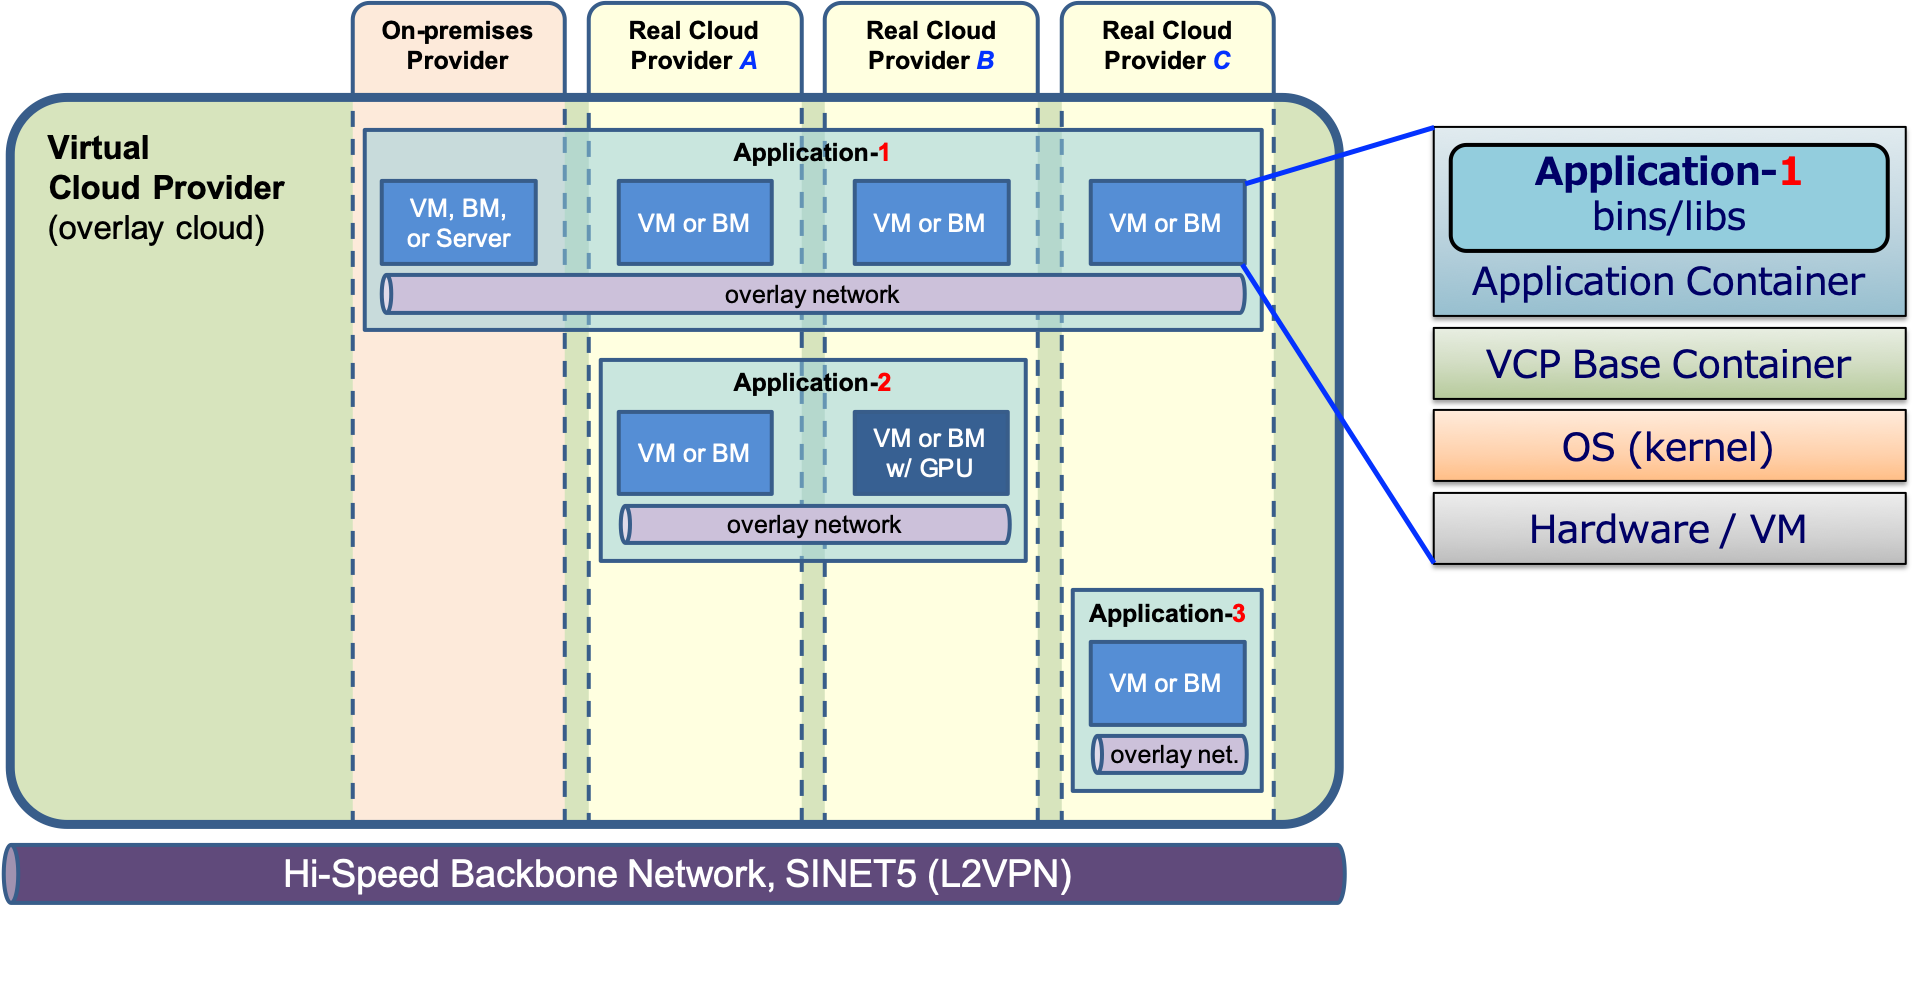 On-premises
Provider
Real Cloud
Provider A
Real Cloud
Provider B
Real Cloud
Provider C
Virtual
Cloud Provider
(overlay cloud)
Application-1
VM, BM,
or Server
VM or BM
VM or BM
VM or BM
overlay network
Application-2
VM or BM
VM or BM
w/ GPU
overlay network
Application-3
VM or BM
overlay net.
Hi-Speed Backbone Network, SINET5 (L2VPN)
Application-1
bins/libs
Application Container
VCP Base Container
OS (kernel)
Hardware / VM